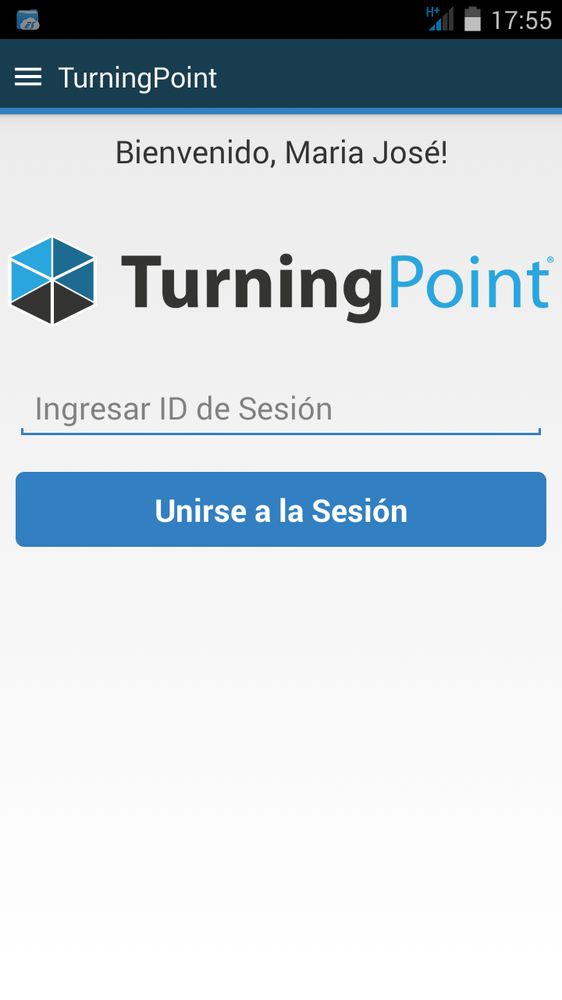 H+ 17:55
TurningPoint
Bienvenido, Maria José!
TurningPoint®
Ingresar ID de Sesión
Unirse a la Sesión